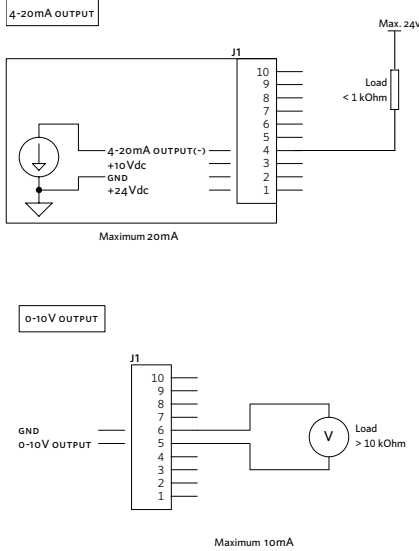 4-20mA OUTPUT
Max. 24V
J1
10
9
8
7
6
5
4
3
2
1
Load
< 1 kOhm
4-20mA OUTPUT(-)
+10Vdc
GND
+24Vdc
Maximum 20mA
0-10V OUTPUT
J1
10
9
8
7
6
5
4
3
2
1
GND
0-10V OUTPUT
V
Load
> 10 kOhm
Maximum 10mA